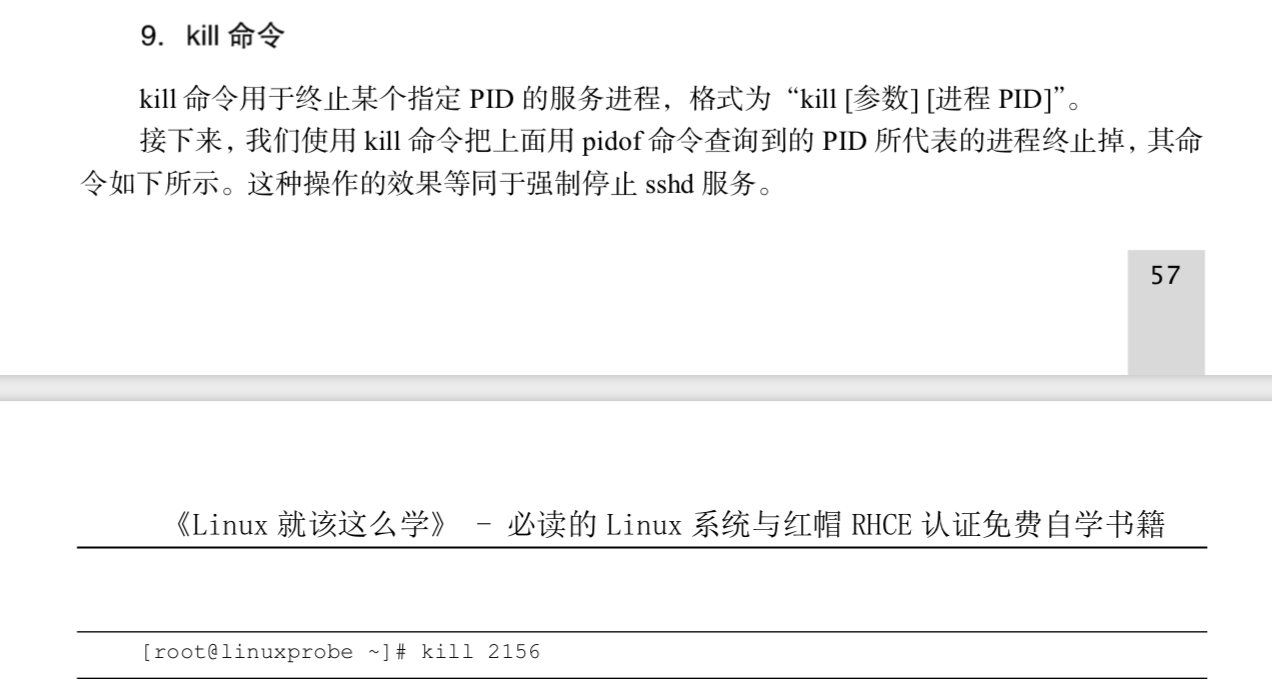 9. kill 命令
kill 命令用于终止某个指定 PID 的服务进程，格式为“kill [参数] [进程 PID]”。
接下来，我们使用 kill 命令把上面用 pidof 命令查询到的 PID 所代表的进程终止掉，其命
令如下所示。这种操作的效果等同于强制停止 sshd 服务。
57
《Linux 就该这么学》 - 必读的 Linux 系统与红帽 RHCE 认证免费自学书籍
[root@linuxprobe ~]# kill 2156